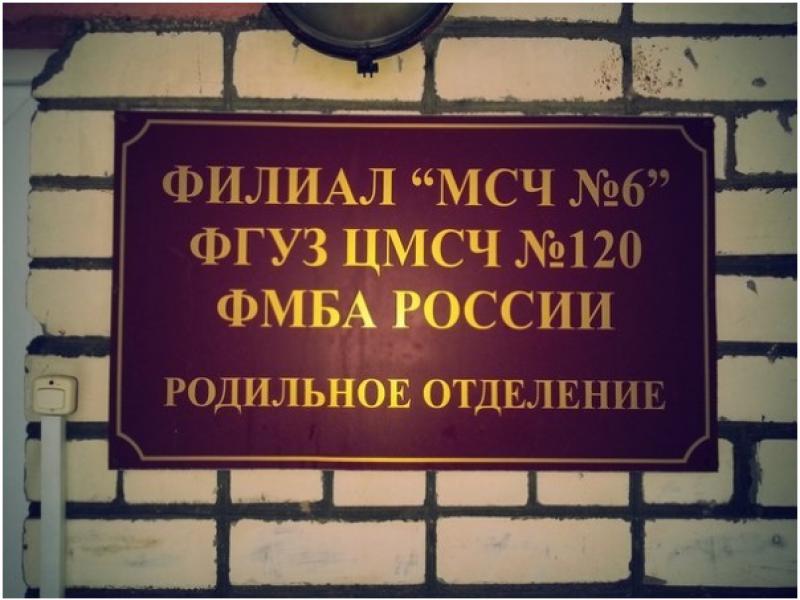 ФИЛИАЛ “МСЧ №6”
ФГУЗ ЦМСЧ №120
ФМБА РОССИИ
РОДИЛЬНОЕ ОТДЕЛЕНИЕ